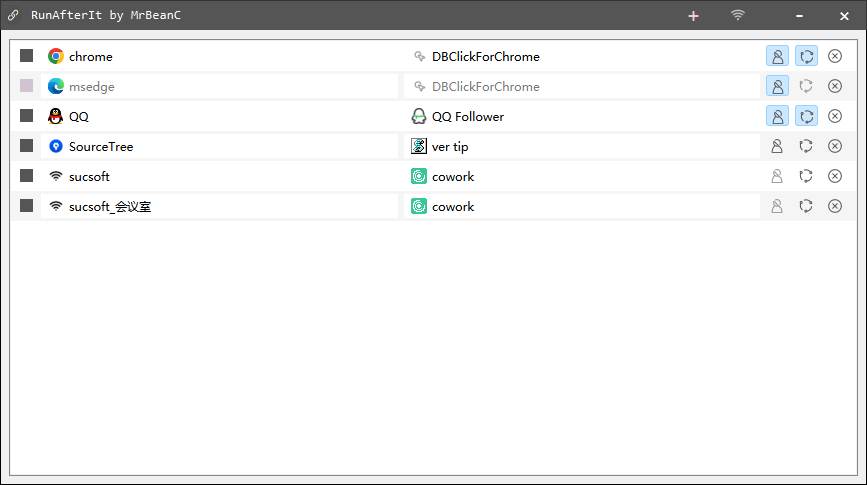 RunAfterIt by MrBeanC
chrome DBClickForChrome
msedge DBClickForChrome
QQ QQ Follower
SourceTree ver tip
sucsoft cowork
sucsoft_会议室 cowork